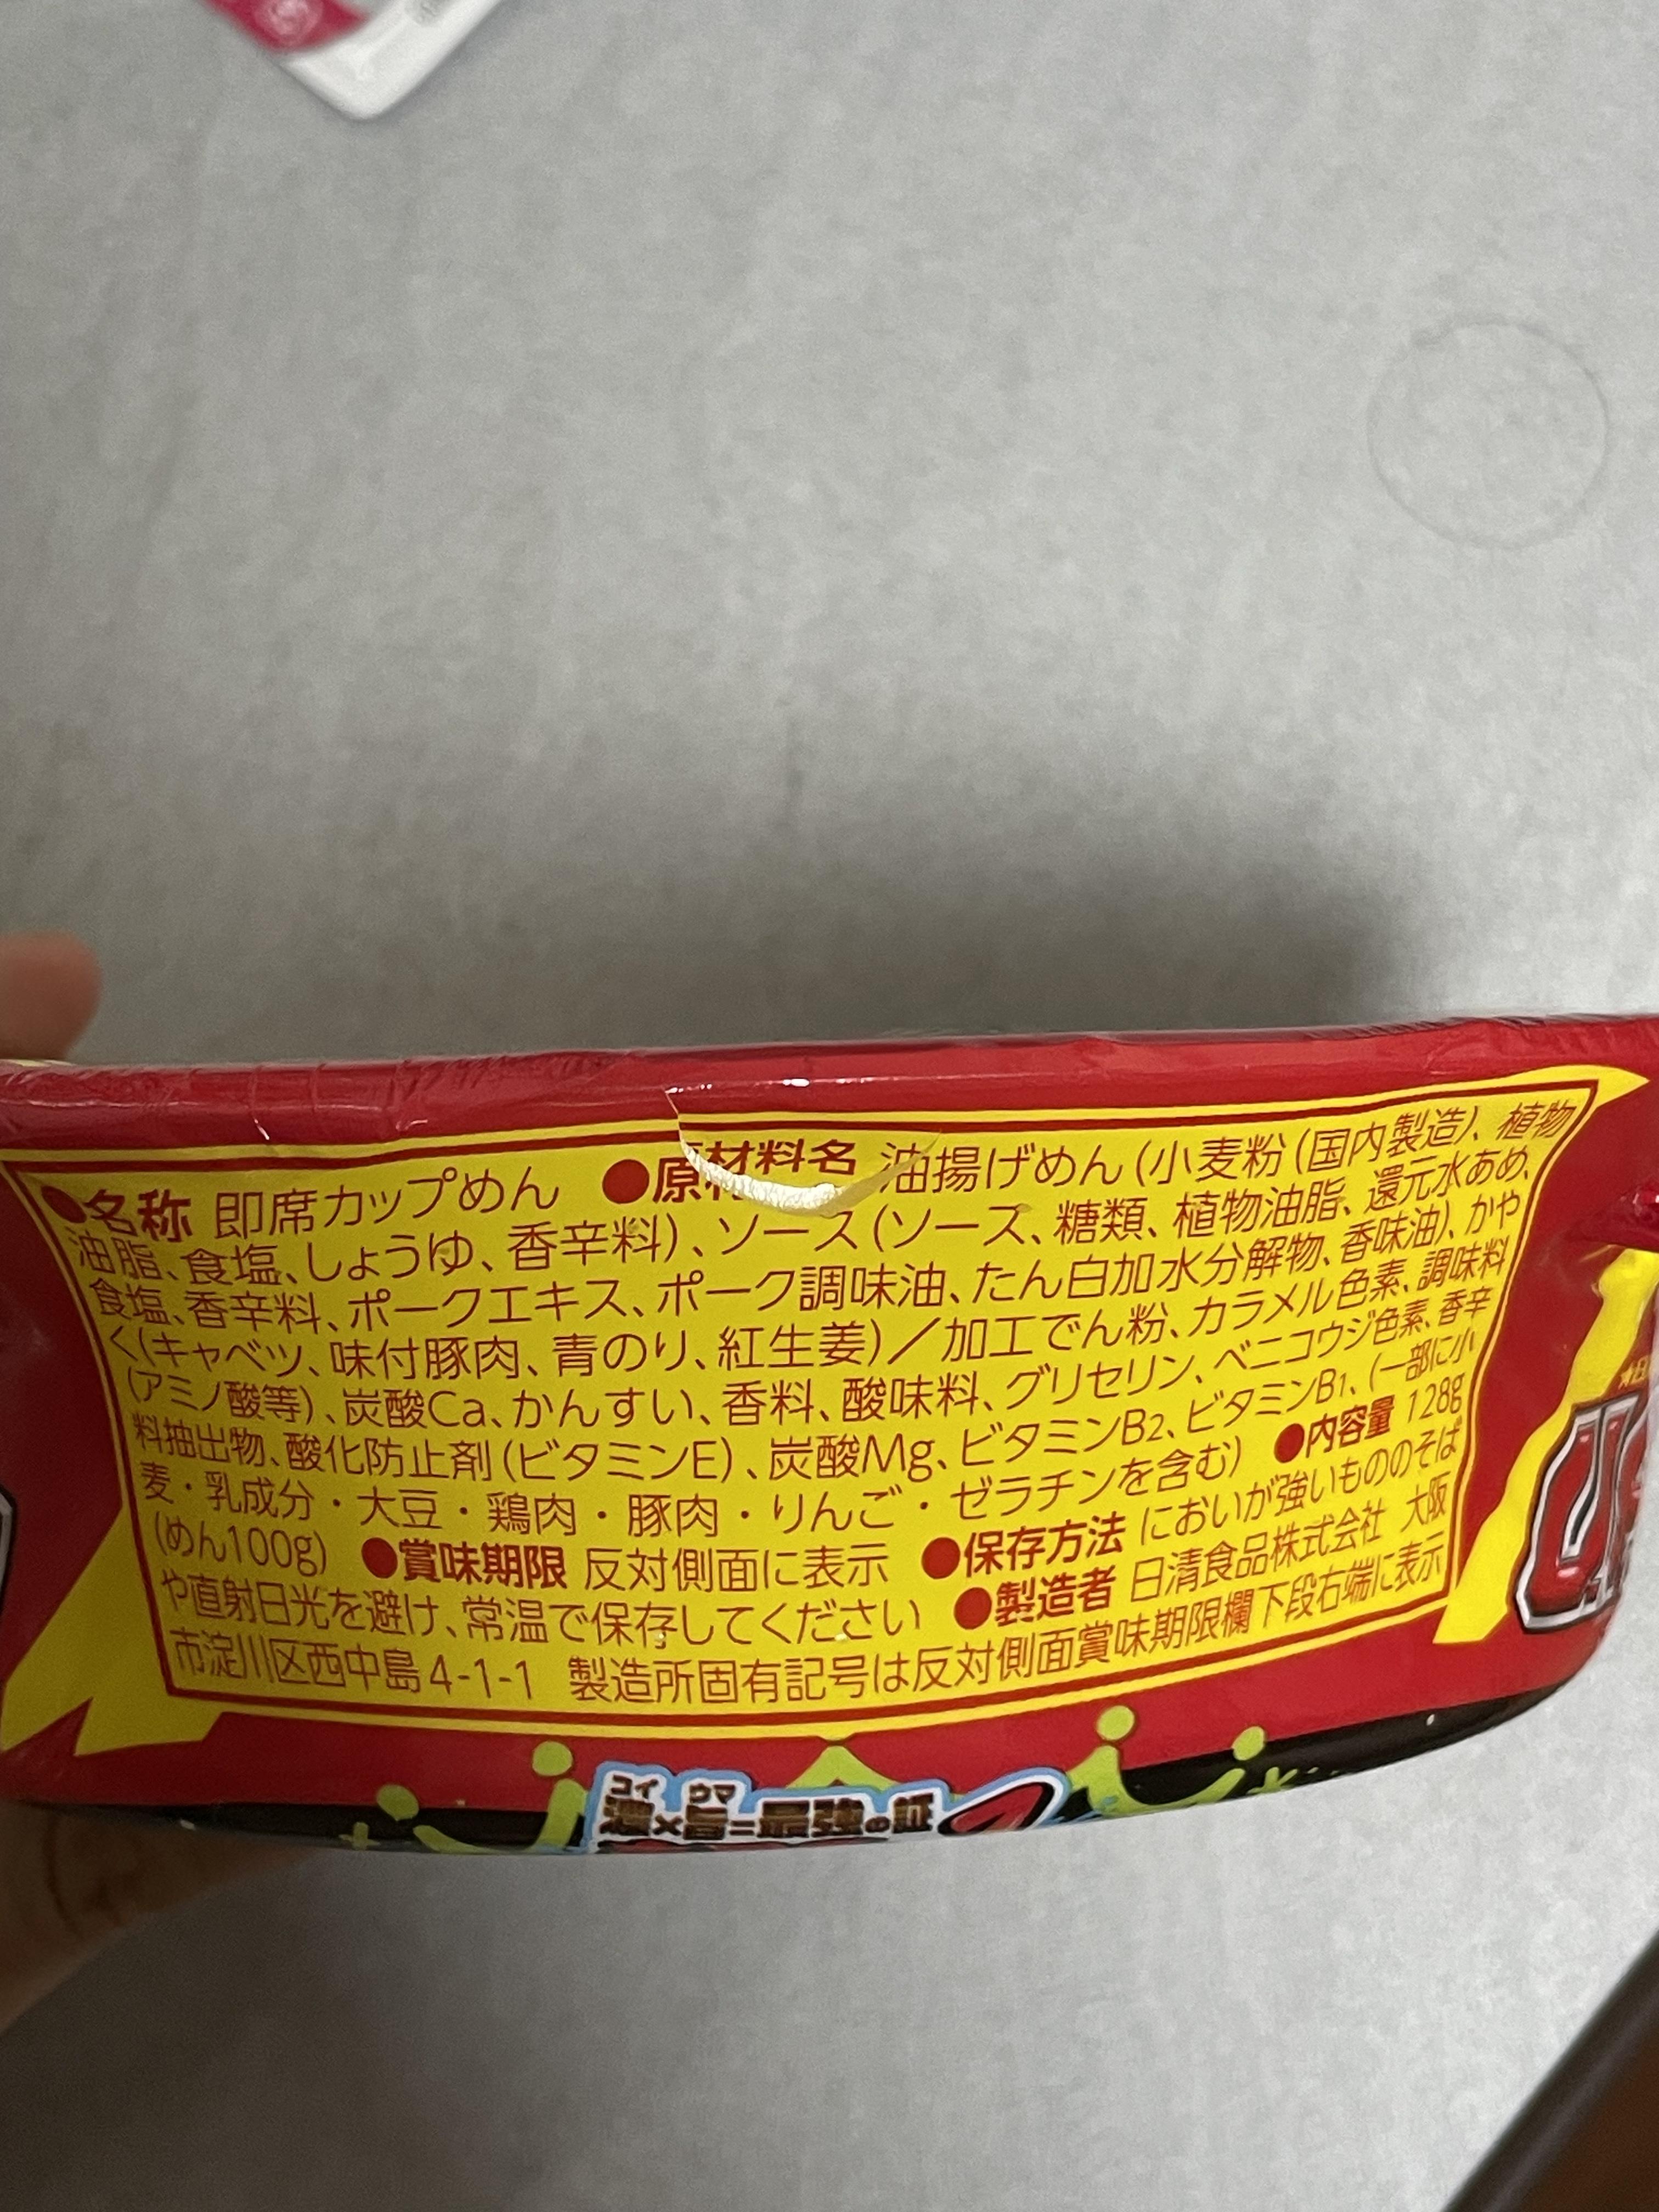 ●名称 即席カップめん ●原材料名 油揚げめん(小麦粉(国内製造)、植物
油脂、食塩、しょうゆ、香辛料)、ソース(ソース、糖類、植物油脂、還元水あめ、
食塩、香辛料、ポークエキス、ポーク調味油、たん白加水分解物、香味油)、かや
く(キャベツ、味付豚肉、青のり、紅生姜)／加工でん粉、カラメル色素、調味料
(アミノ酸等)、炭酸Ca、かんすい、香料、酸味料、グリセリン、ベニコウジ色素、香辛
料抽出物、酸化防止剤(ビタミンE)、炭酸Mg、ビタミンB2、ビタミンB1、(一部に小
麦・乳成分・大豆・鶏肉・豚肉・りんご・ゼラチンを含む) ●内容量 128g
(めん100g) ●賞味期限 反対側面に表示 ●保存方法 においが強いもののそば
や直射日光を避け、常温で保存してください ●製造者 日清食品株式会社 大阪
市淀川区西中島4-1-1 製造所固有記号は反対側面賞味期限欄下段右端に表示
コイ ウマ
濃×旨=最強の証